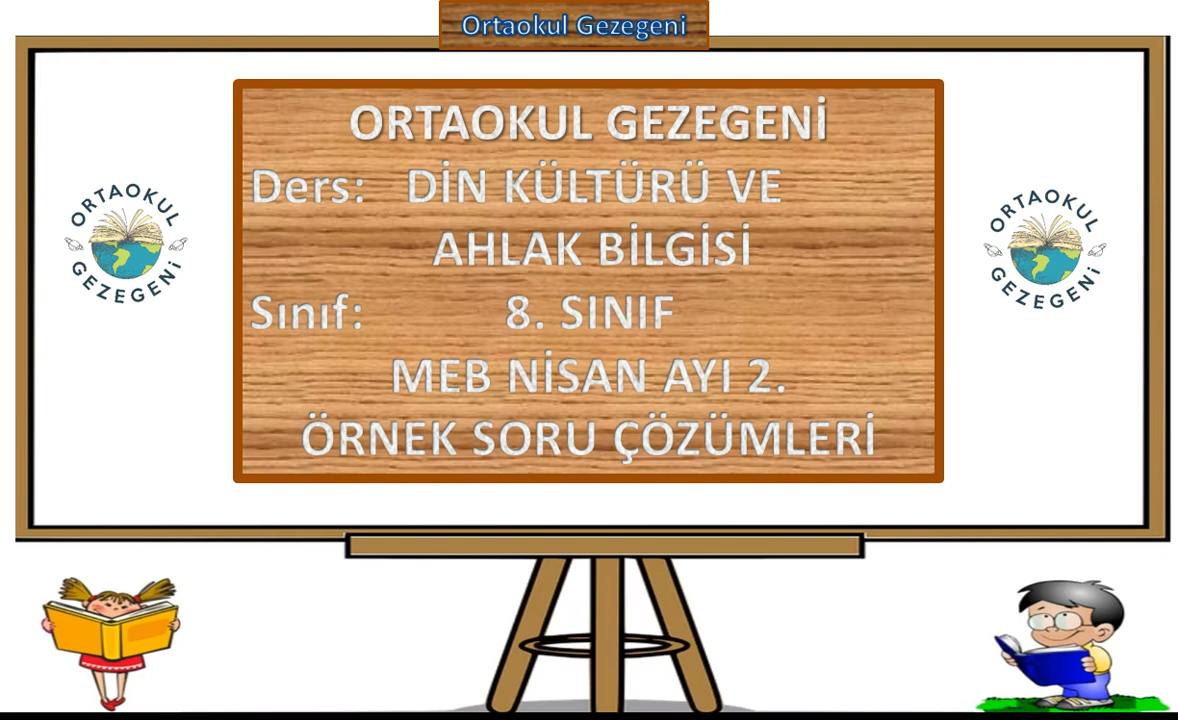 Ortaokul Gezegeni
ORTAOKUL GEZEGENİ
Ders: DİN KÜLTÜRÜ VE
AHLAK BİLGİSİ
Sınıf: 8. SINIF
MEB NİSAN AYI 2.
ÖRNEK SORU ÇÖZÜMLERİ
ORTAOKUL
GEZEGENi
ORTAOKUL
GEZEGENi